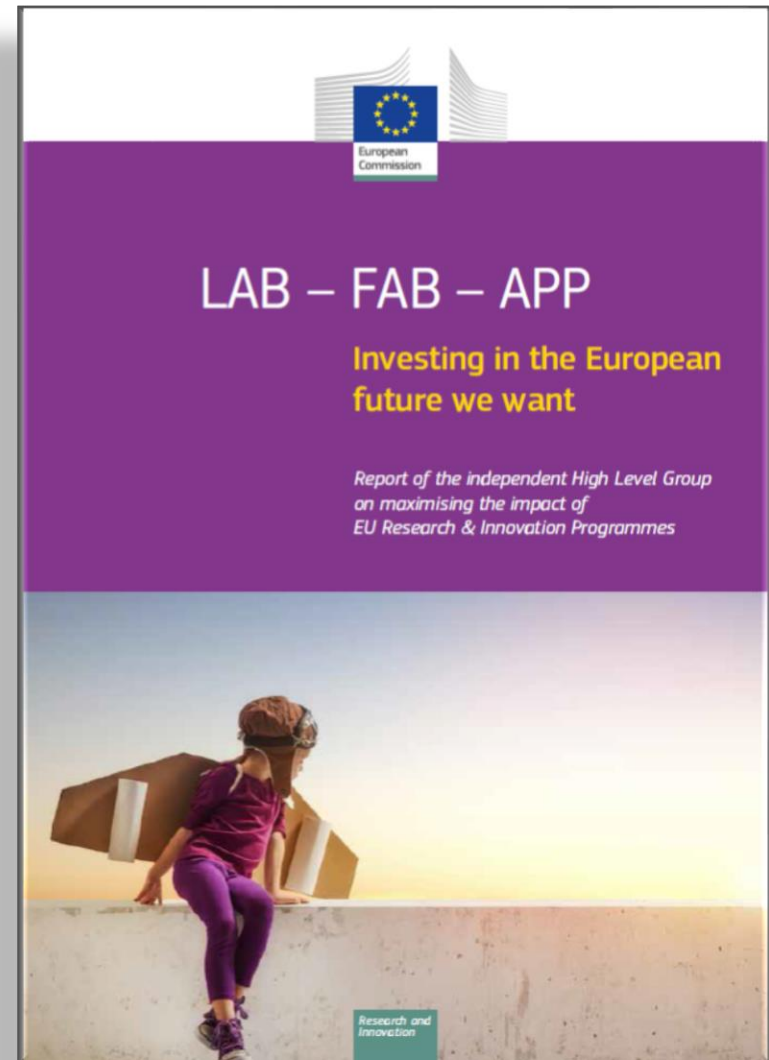 European
Commission
LAB – FAB – APP
Investing in the European
future we want
Report of the independent High Level Group
on maximising the impact of
EU Research & Innovation Programmes
Research and
Innovation